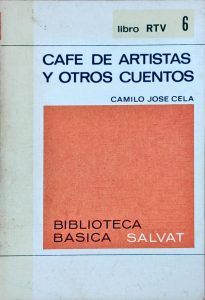 libro RTV 6
CAFE DE ARTISTAS
Y OTROS CUENTOS
CAMILO JOSE CELA
BIBLIOTECA
BASICA SALVAT